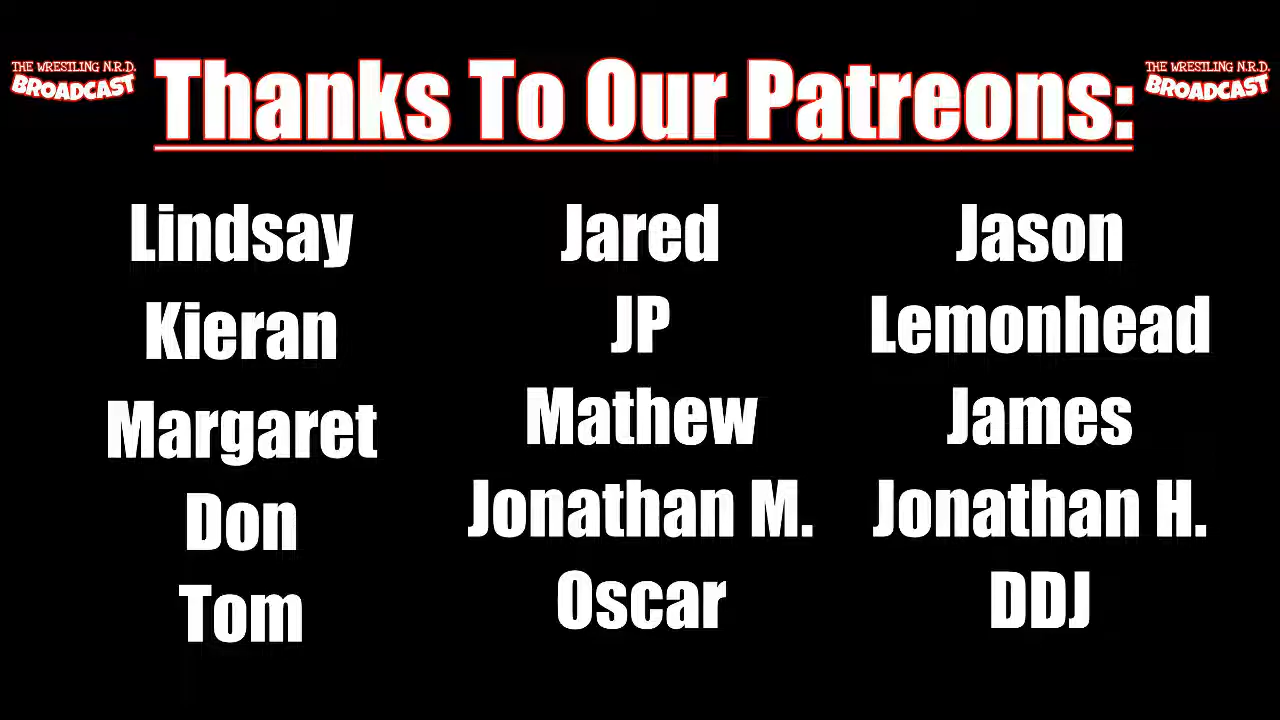 THE WRESTLING N.R.D.
BROADCAST
Thanks To Our Patreons:
THE WRESTLING N.R.D.
BROADCAST
Lindsay
Kieran
Margaret
Don
Tom
Jared
JP
Mathew
Jonathan M.
Oscar
Jason
Lemonhead
James
Jonathan H.
DDJ